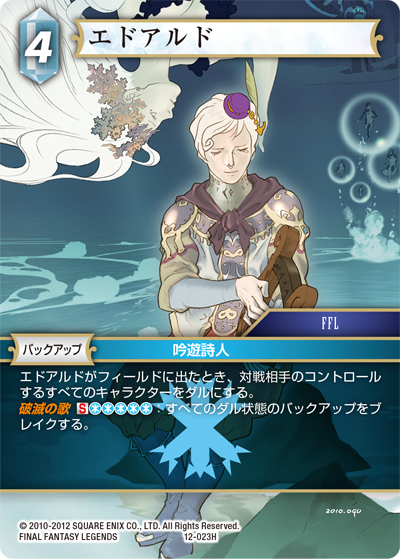 4
エドアルド
FFL
バックアップ
吟遊詩人
エドアルドがフィールドに出たとき、対戦相手のコントロール
するすべてのキャラクターをダルにする。
破滅の歌 S：すべてのダル状態のバックアップをブ
レイクする。
2010.ogu
© 2010-2012 SQUARE ENIX CO., LTD. All Rights Reserved.
FINAL FANTASY LEGENDS
12-023H